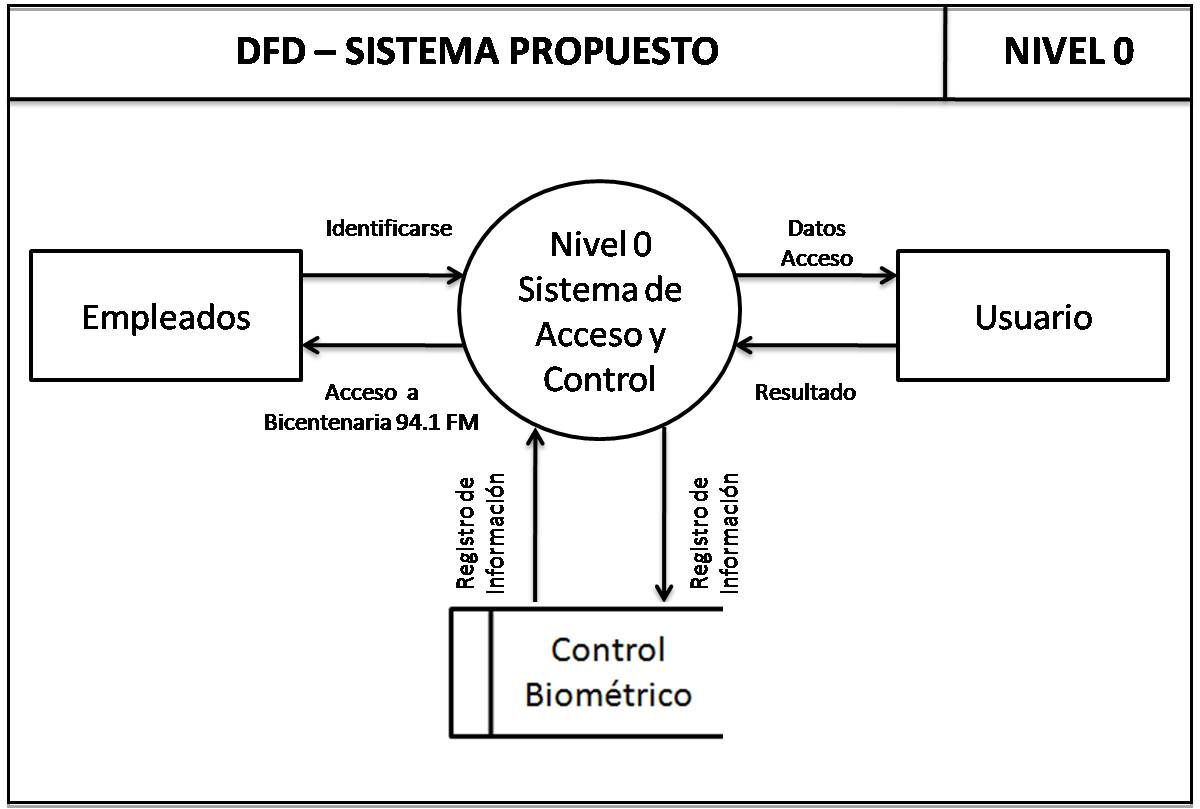 DFD – SISTEMA PROPUESTO
NIVEL 0
Identificarse
Empleados
Acceso a
Bicentenaria 94.1 FM
Nivel 0
Sistema de
Acceso y
Control
Datos
Acceso
Usuario
Resultado
Registro de
Información
Registro de
Información
Control
Biométrico